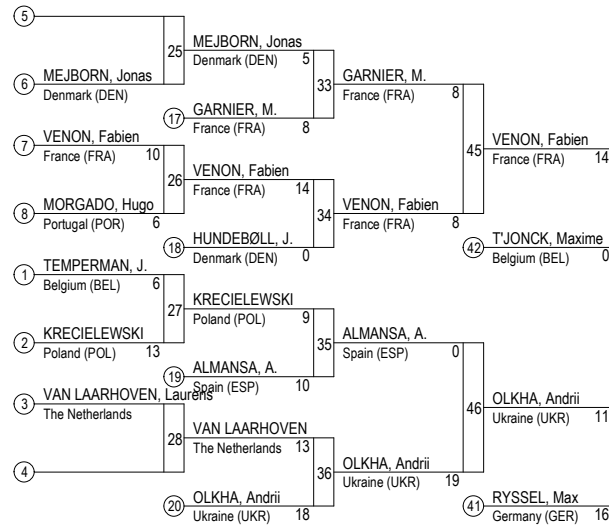 5
25
MEJBORN, Jonas
Denmark (DEN) 5
6
MEJBORN, Jonas
Denmark (DEN)
33
GARNIER, M.
France (FRA) 8
17
GARNIER, M.
France (FRA) 8
7
VENON, Fabien
France (FRA) 10
45
VENON, Fabien
France (FRA) 14
26
VENON, Fabien
France (FRA) 14
8
MORGADO, Hugo
Portugal (POR) 6
34
VENON, Fabien
France (FRA) 8
18
HUNDEBØLL, J.
Denmark (DEN) 0
42
T'JONCK, Maxime
Belgium (BEL) 0
1
TEMPERMAN, J.
Belgium (BEL) 6
27
KRECIELEWSKI
Poland (POL) 9
2
KRECIELEWSKI
Poland (POL) 13
35
ALMANSA, A.
Spain (ESP) 0
19
ALMANSA, A.
Spain (ESP) 10
3
VAN LAARHOVEN, Laurens
The Netherlands
46
OLKHA, Andrii
Ukraine (UKR) 11
28
VAN LAARHOVEN
The Netherlands 13
4
36
OLKHA, Andrii
Ukraine (UKR) 19
20
OLKHA, Andrii
Ukraine (UKR) 18
41
RYSSEL, Max
Germany (GER) 16